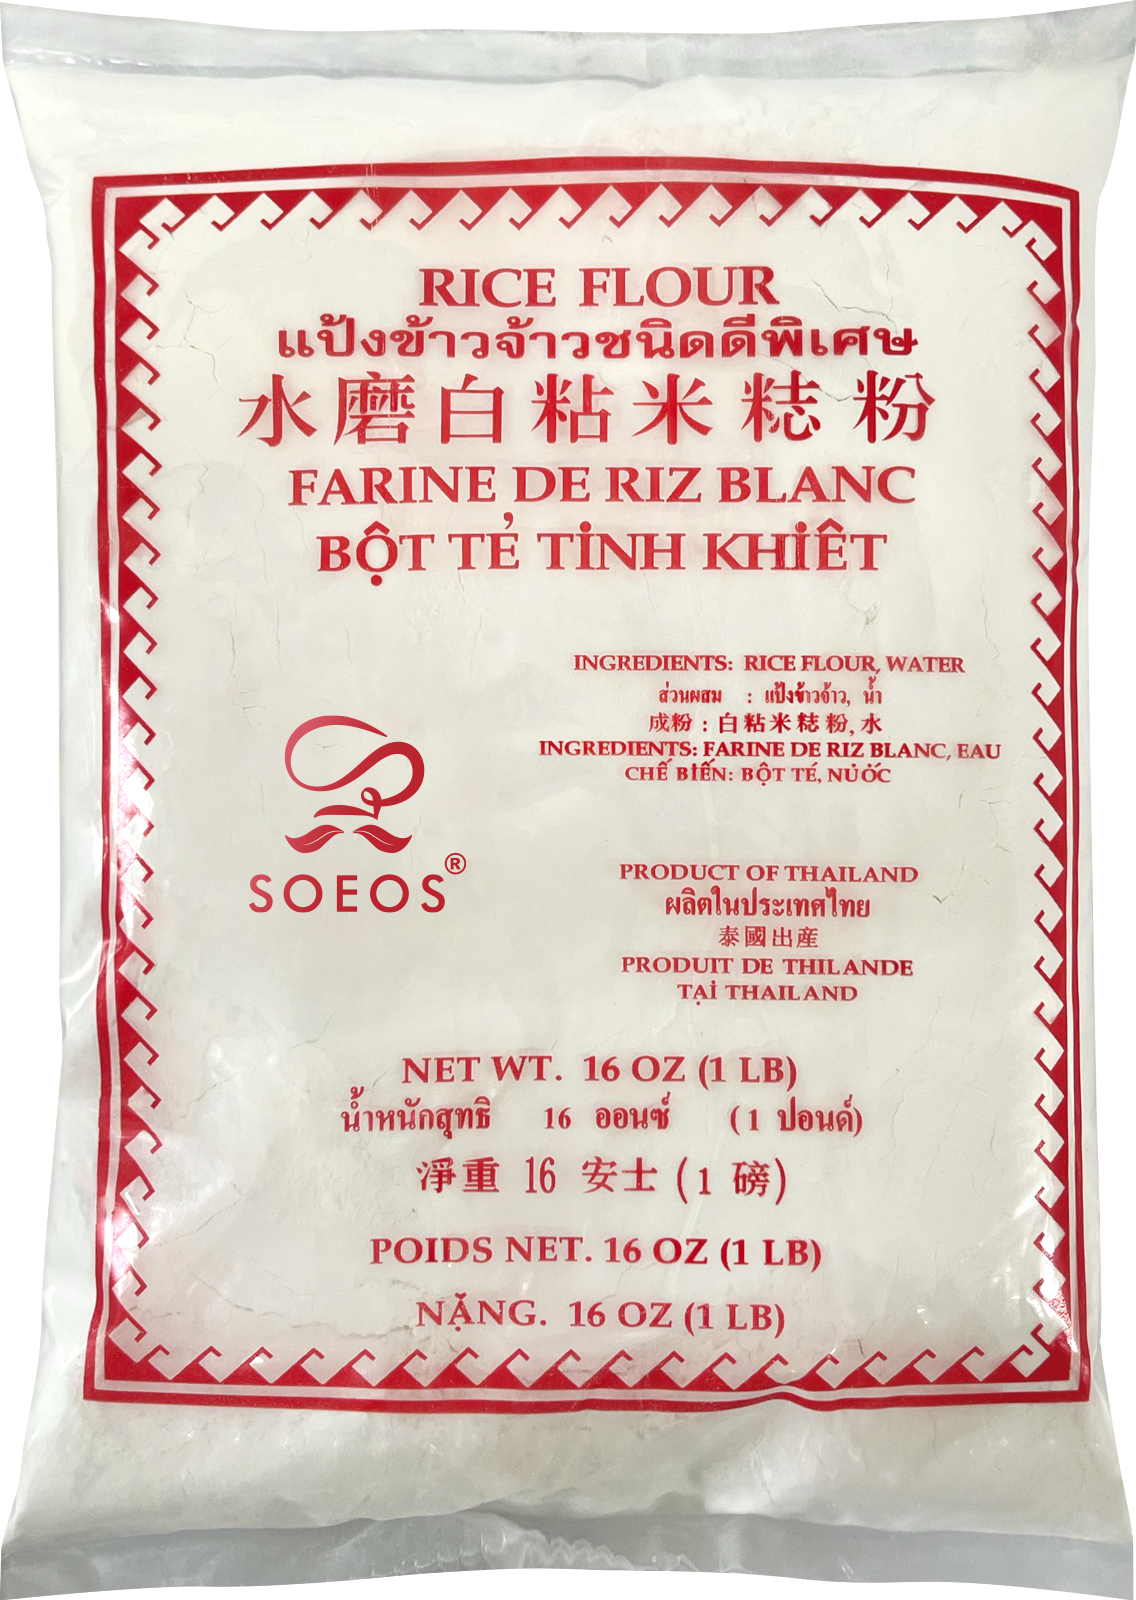 RICE FLOUR
แป้งข้าวจ้าวชนิดดีพิเศษ
水磨白粘米粩粉
FARINE DE RIZ BLANC
BỘT TẺ TiNH KHiẾT
INGREDIENTS: RICE FLOUR, WATER
ส่วนผสม : แป้งข้าวจ้าว, น้ำ
成粉 : 白粘米粩粉, 水
INGREDIENTS: FARINE DE RIZ BLANC, EAU
CHẾ BiẾN: BỘT TẺ, NƯỚC
SOEOS®
PRODUCT OF THAILAND
ผลิตในประเทศไทย
泰國出産
PRODUIT DE THILANDE
TẠi THAILAND
NET WT. 16 OZ (1 LB)
น้ำหนักสุทธิ 16 ออนซ์ (1 ปอนด์)
淨重 16 安士 (1 磅)
POIDS NET. 16 OZ (1 LB)
NẶNG. 16 OZ (1 LB)